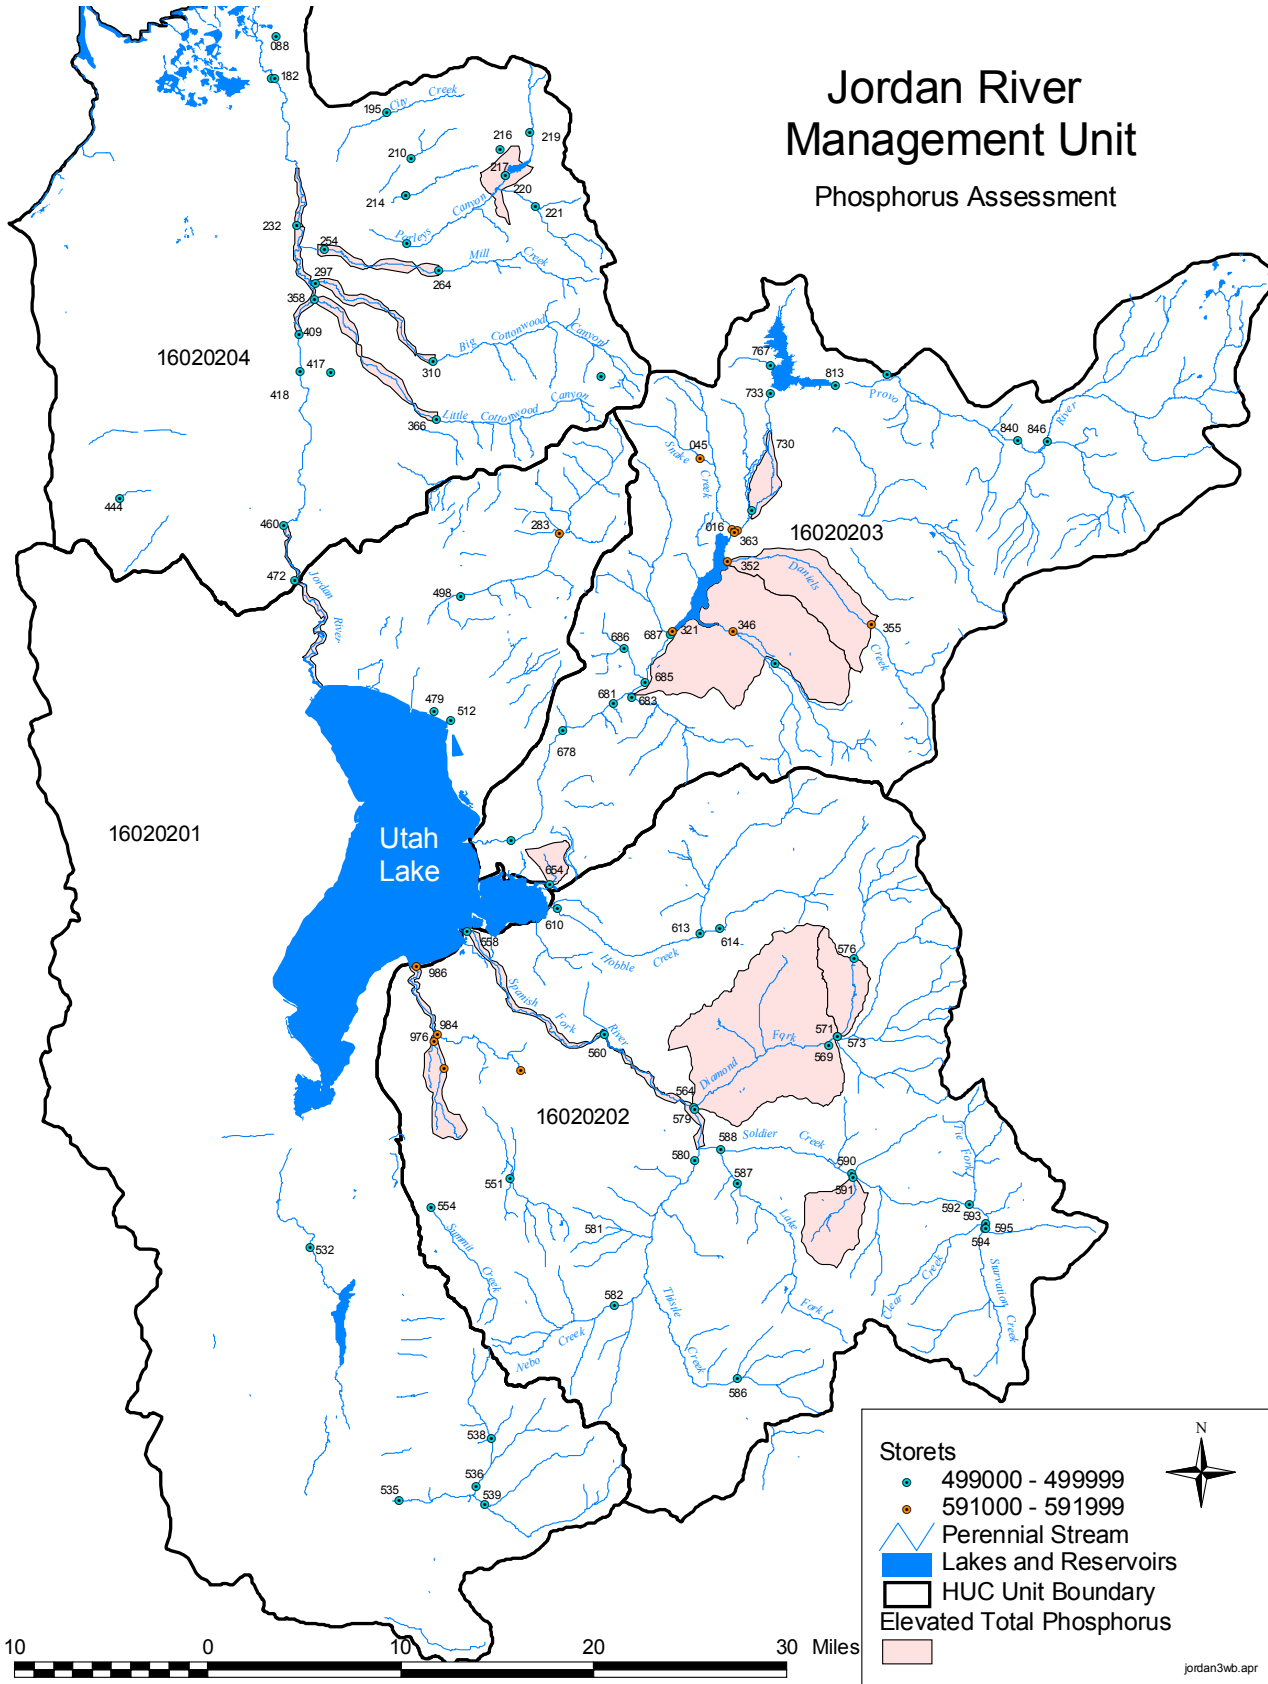 Jordan River
Management Unit
Phosphorus Assessment
088
182
195
City Creek
210
216
219
217
214
220
221
Parleys Canyon
232
254
Mill Creek
264
297
358
409
417
418
16020204
310
Big Cottonwood Canyon
366
Little Cottonwood Canyon
444
460
472
Jordan River
767
733
813
Provo River
840
846
045
Snake Creek
730
016
363
16020203
352
Daniels Creek
355
283
498
346
321
687
686
685
681
683
678
479
512
16020201
Utah
Lake
654
610
613
614
Hobble Creek
558
986
Spanish Fork River
984
976
560
576
571
573
569
Diamond Fork
564
579
16020202
588
Soldier Creek
580
587
590
591
Tie Fork
592
593
595
594
551
554
Summit Creek
581
Lake Fork
Clear Creek
Starvation Creek
532
582
Thistle Creek
Nebo Creek
586
538
536
535
539
N
Storets
499000 - 499999
591000 - 591999
Perennial Stream
Lakes and Reservoirs
HUC Unit Boundary
Elevated Total Phosphorus
10 0 10 20 30 Miles
jordan3wb.apr